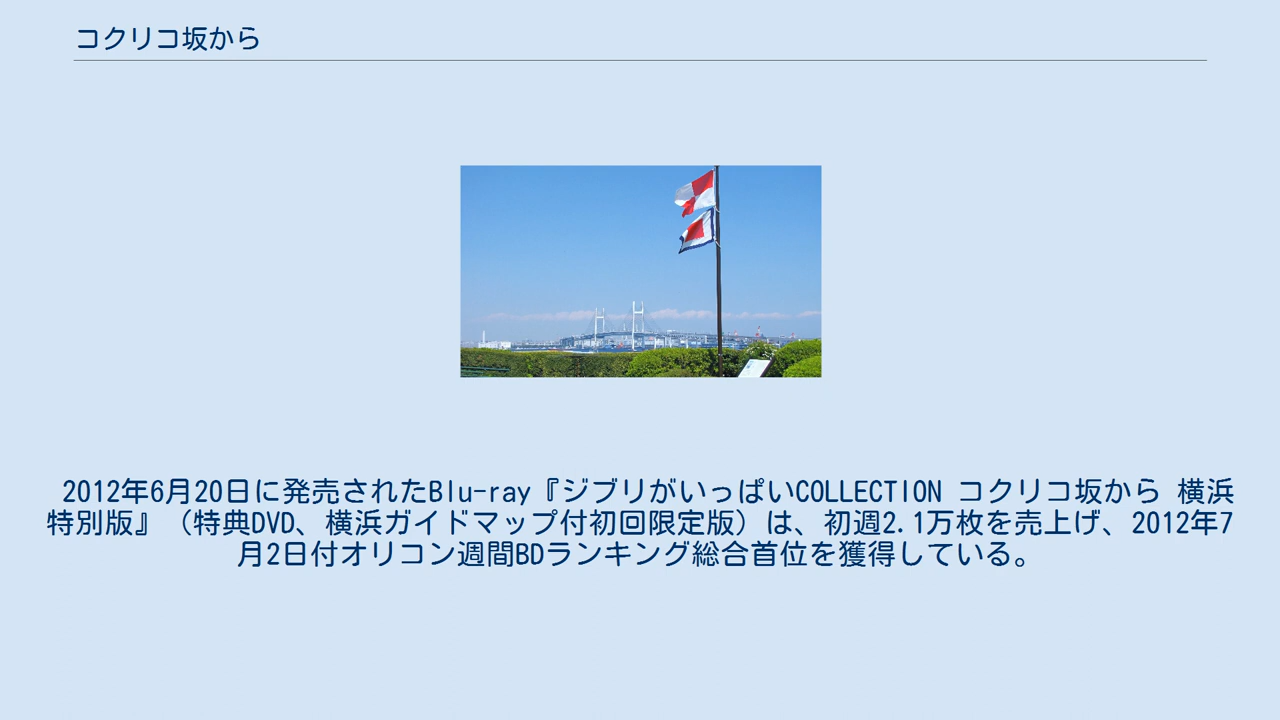 コクリコ坂から
2012年6月20日に発売されたBlu-ray『ジブリがいっぱいCOLLECTION コクリコ坂から 横浜
特別版』（特典DVD、横浜ガイドマップ付初回限定版）は、初週2.1万枚を売上げ、2012年7
月2日付オリコン週間BDランキング総合首位を獲得している。